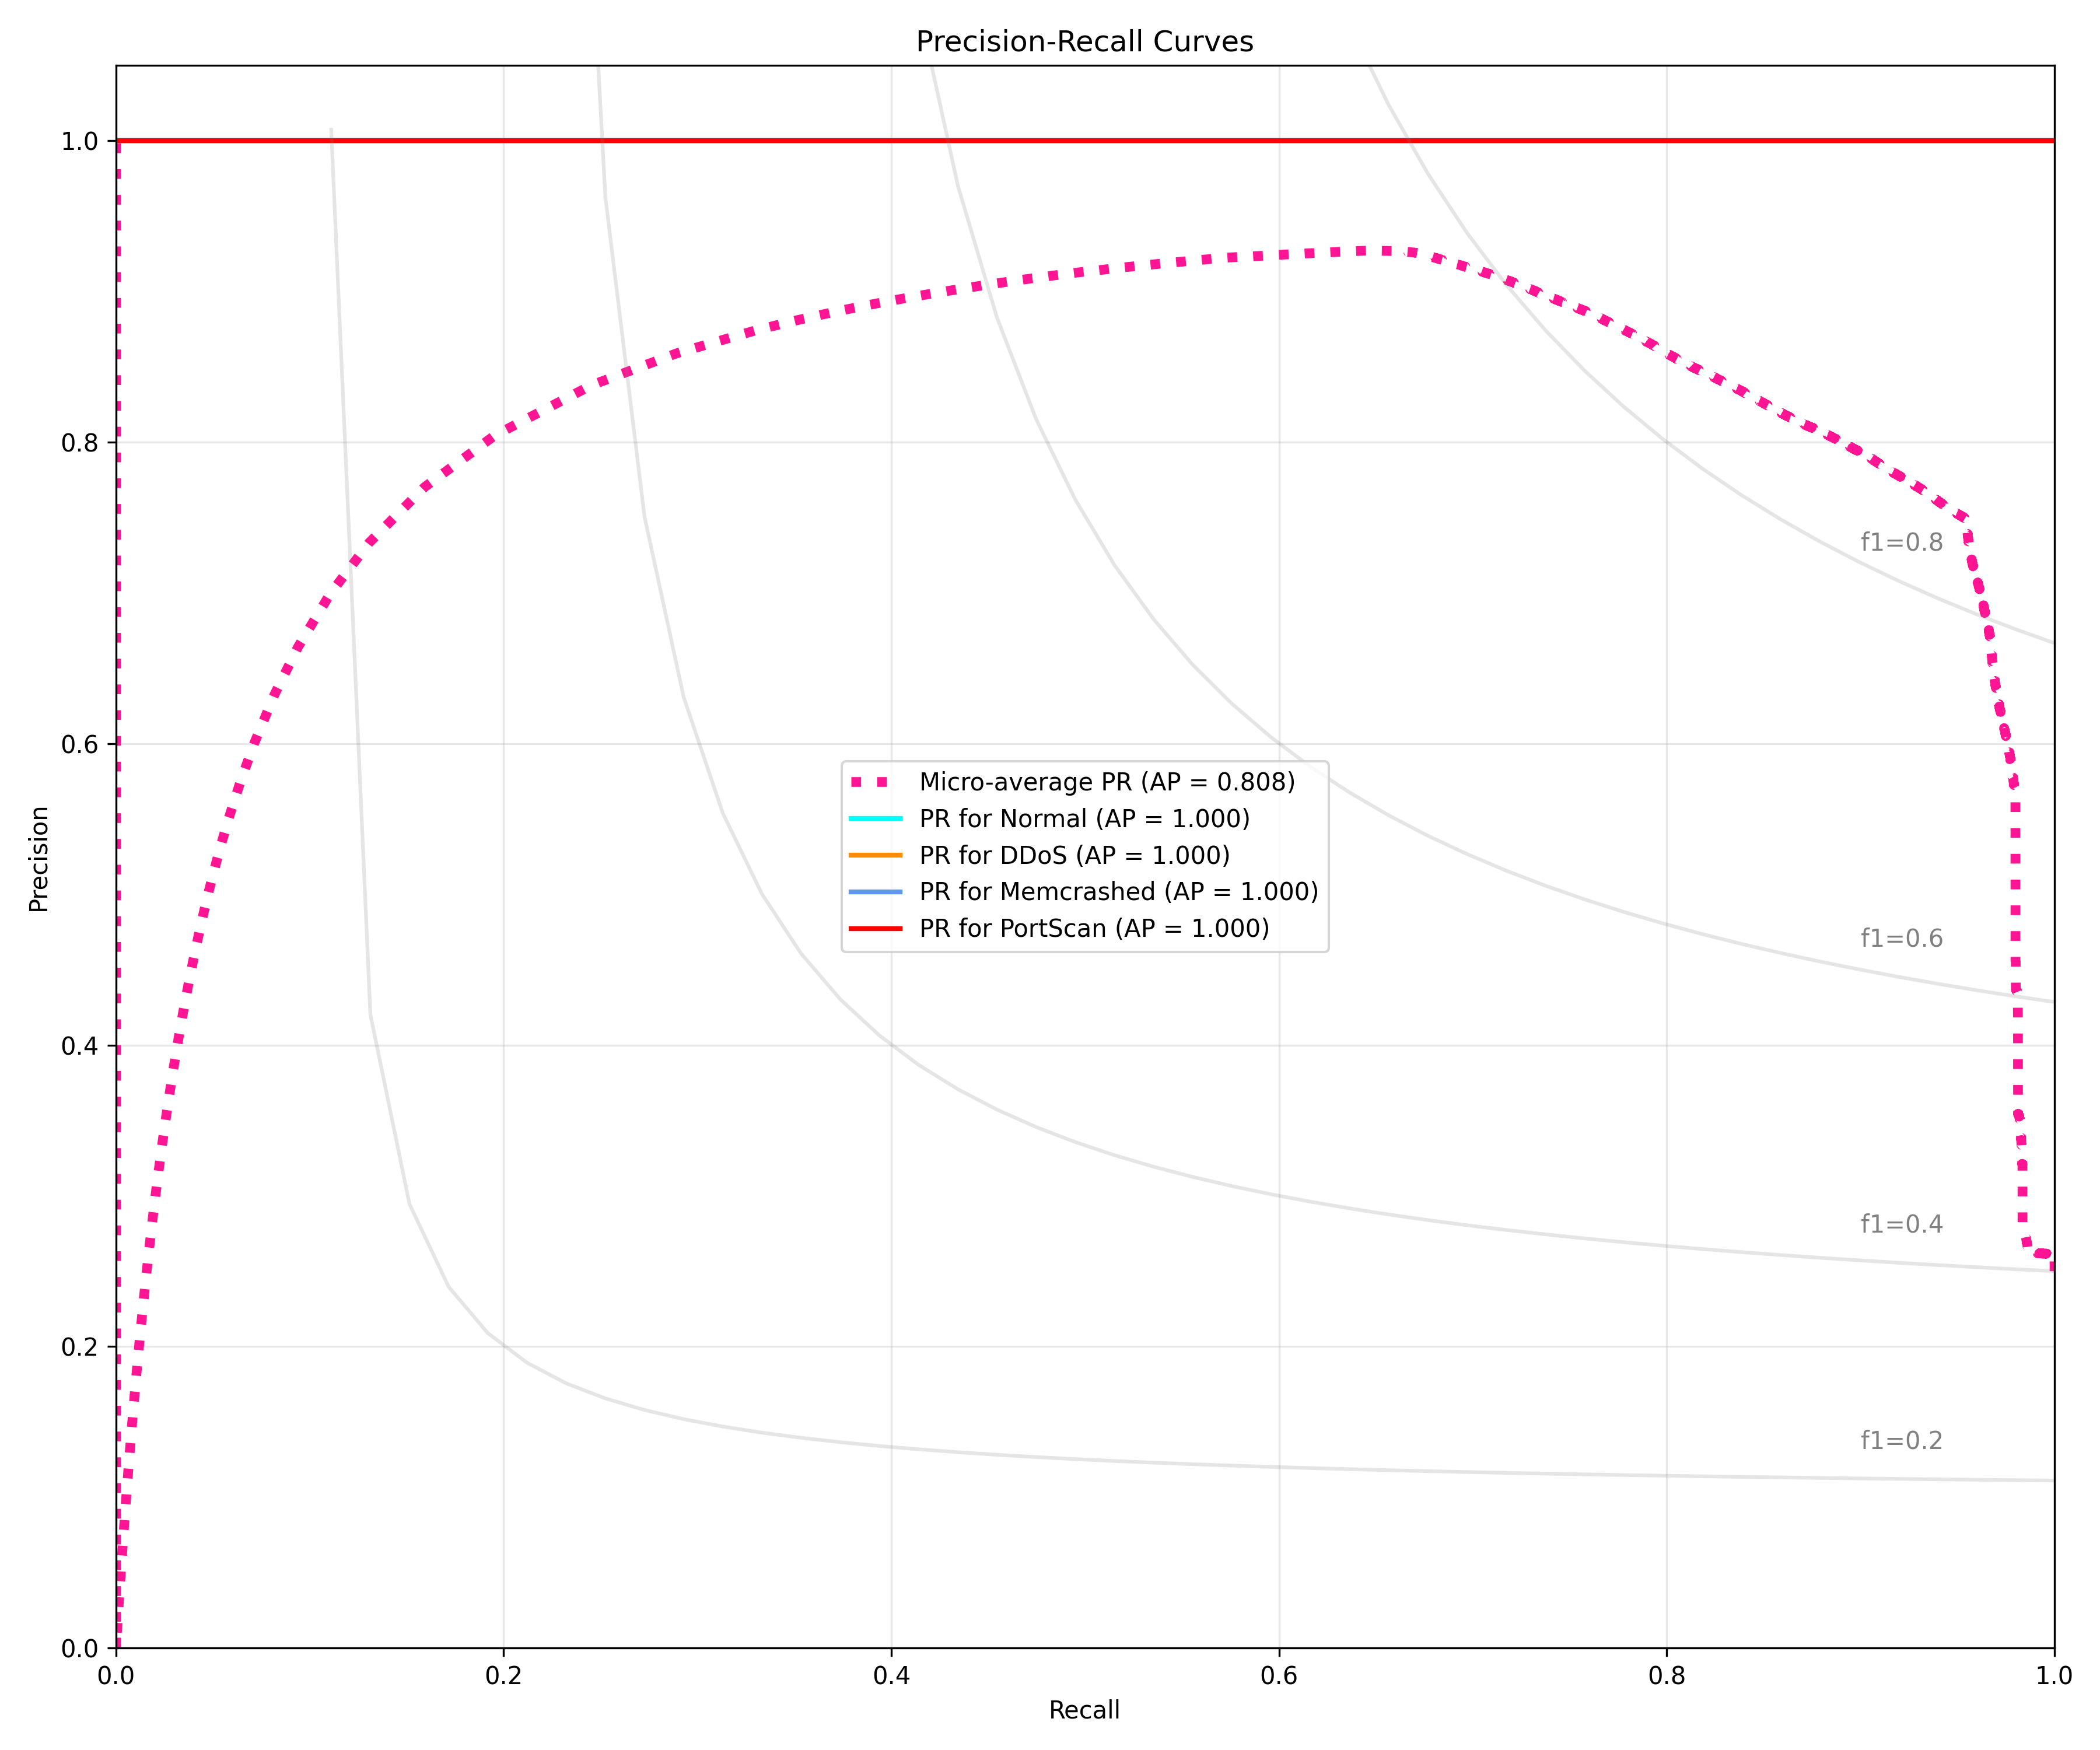 Precision-Recall Curves
1.0
0.8
0.6
0.4
0.2
0.0
Precision
f1=0.8
f1=0.6
f1=0.4
f1=0.2
Micro-average PR (AP = 0.808)
PR for Normal (AP = 1.000)
PR for DDoS (AP = 1.000)
PR for Memcrashed (AP = 1.000)
PR for PortScan (AP = 1.000)
0.0 0.2 0.4 0.6 0.8 1.0
Recall